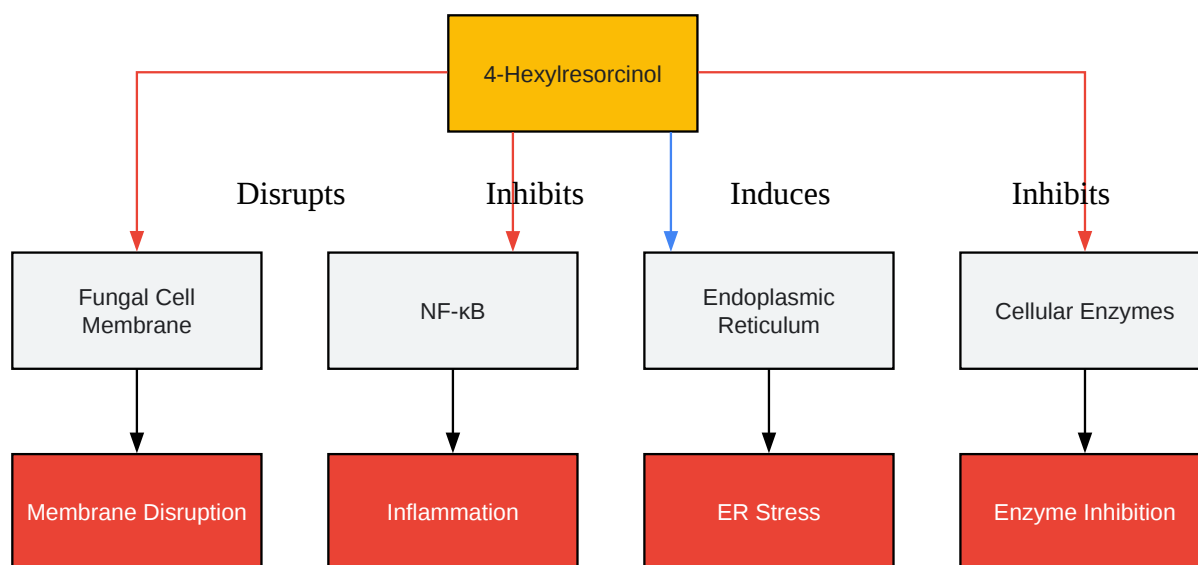 4-Hexylresorcinol
Disrupts
Inhibits
Induces
Inhibits
Fungal Cell
Membrane
NF-κB
Endoplasmic
Reticulum
Cellular Enzymes
Membrane Disruption
Inflammation
ER Stress
Enzyme Inhibition